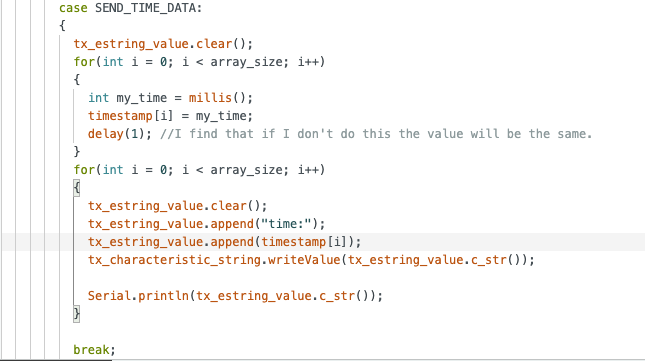 case SEND_TIME_DATA:
{
tx_estring_value.clear();
for(int i = 0; i < array_size; i++)
{
int my_time = millis();
timestamp[i] = my_time;
delay(1); //I find that if I don't do this the value will be the same.
}
for(int i = 0; i < array_size; i++)
{
tx_estring_value.clear();
tx_estring_value.append("time:");
tx_estring_value.append(timestamp[i]);
tx_characteristic_string.writeValue(tx_estring_value.c_str());
Serial.println(tx_estring_value.c_str());
}
break;